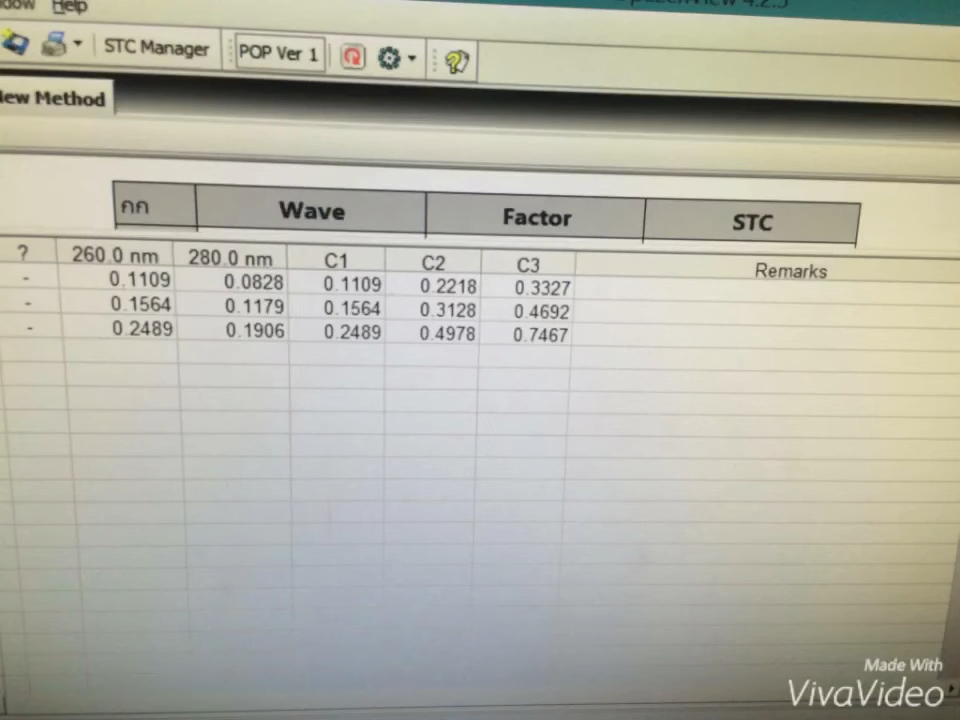 Help
STC Manager POP Ver 1
ew Method
กก Wave Factor STC
? 260.0 nm 280.0 nm C1 C2 C3 Remarks
- 0.1109 0.0828 0.1109 0.2218 0.3327
- 0.1564 0.1179 0.1564 0.3128 0.4692
- 0.2489 0.1906 0.2489 0.4978 0.7467
Made With
VivaVideo